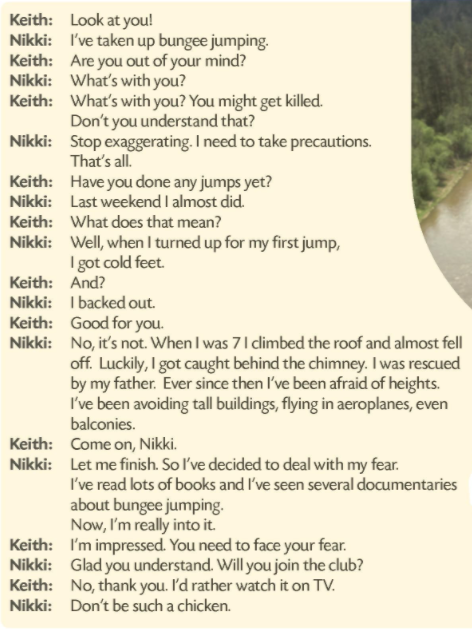 Keith: Look at you!
Nikki: I've taken up bungee jumping.
Keith: Are you out of your mind?
Nikki: What's with you?
Keith: What's with you? You might get killed.
Don't you understand that?
Nikki: Stop exaggerating. I need to take precautions.
That's all.
Keith: Have you done any jumps yet?
Nikki: Last weekend I almost did.
Keith: What does that mean?
Nikki: Well, when I turned up for my first jump,
I got cold feet.
Keith: And?
Nikki: I backed out.
Keith: Good for you.
Nikki: No, it's not. When I was 7 I climbed the roof and almost fell
off. Luckily, I got caught behind the chimney. I was rescued
by my father. Ever since then I've been afraid of heights.
I've been avoiding tall buildings, flying in aeroplanes, even
balconies.
Keith: Come on, Nikki.
Nikki: Let me finish. So I've decided to deal with my fear.
I've read lots of books and I've seen several documentaries
about bungee jumping.
Now, I'm really into it.
Keith: I'm impressed. You need to face your fear.
Nikki: Glad you understand. Will you join the club?
Keith: No, thank you. I'd rather watch it on TV.
Nikki: Don't be such a chicken.